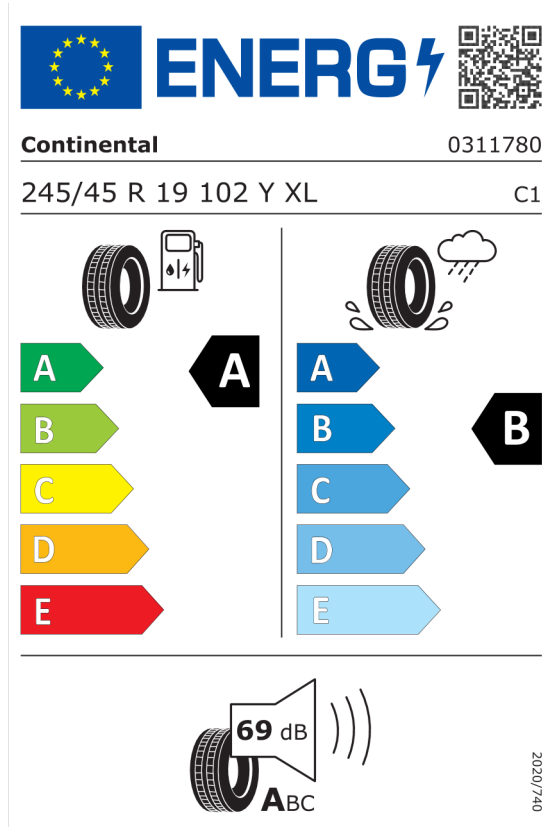 ENERG
Continental 0311780
245/45 R 19 102 Y XL C1
A A
B
C
D
E
A
B B
C
D
E
69 dB
ABC
2020/740